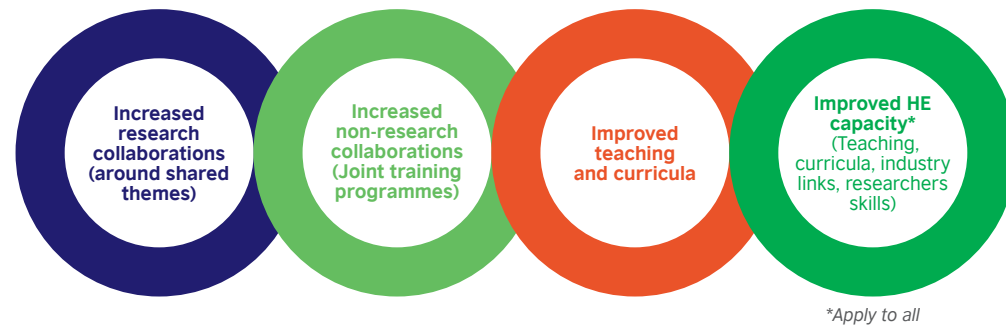 Increased
research
collaborations
(around shared
themes)
Increased
non-research
collaborations
(Joint training
programmes)
Improved
teaching
and curricula
Improved HE
capacity*
(Teaching,
curricula, industry
links, researchers
skills)
*Apply to all